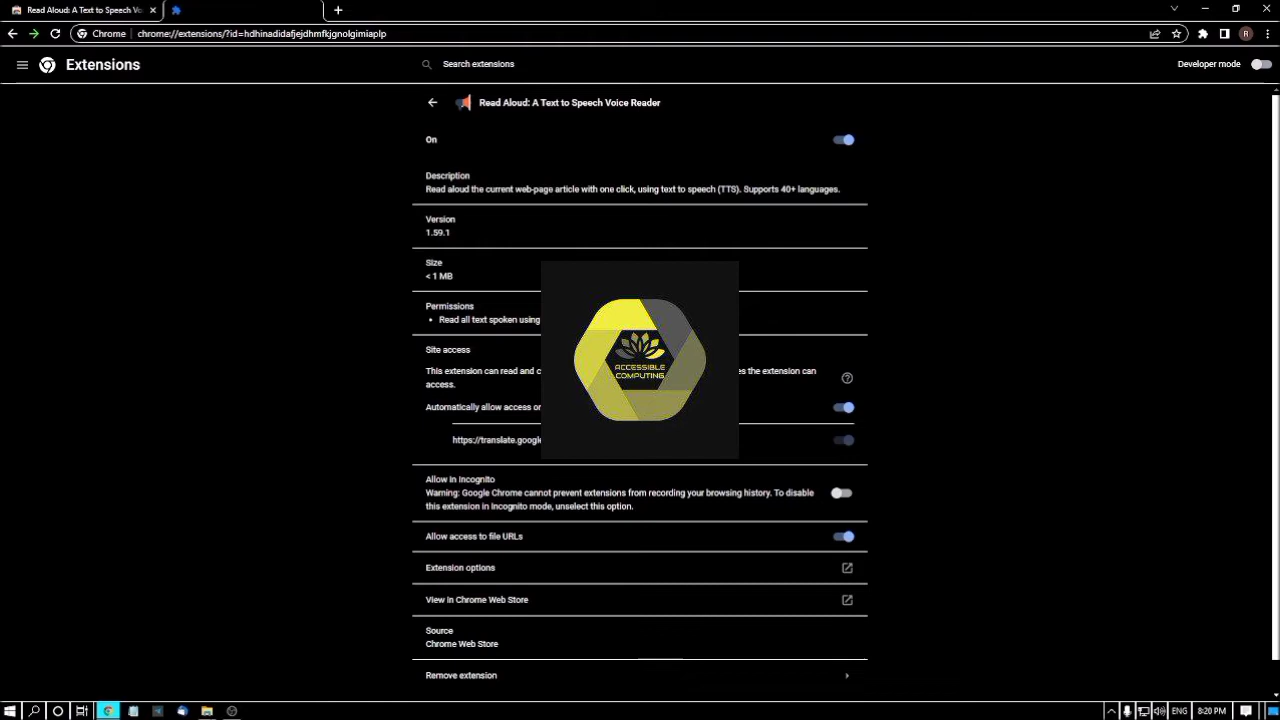 Read Aloud: A Text to Speech Vo
Chrome
chrome://extensions/?id=hdhinadidafjejdhmfkjgnolgimiaplp
R
Extensions
Search extensions
Developer mode
Read Aloud: A Text to Speech Voice Reader
On
Description
Read aloud the current web-page article with one click, using text to speech (TTS). Supports 40+ languages.
Version
1.59.1
Size
< 1 MB
Permissions
• Read all text spoken using
Site access
This extension can read and c
es the extension can
access.
Automatically allow access on
https://translate.google
ACCESSIBLE
COMPUTING
Allow in Incognito
Warning: Google Chrome cannot prevent extensions from recording your browsing history. To disable
this extension in Incognito mode, unselect this option.
Allow access to file URLs
Extension options
View in Chrome Web Store
Source
Chrome Web Store
Remove extension
ENG
8:20 PM